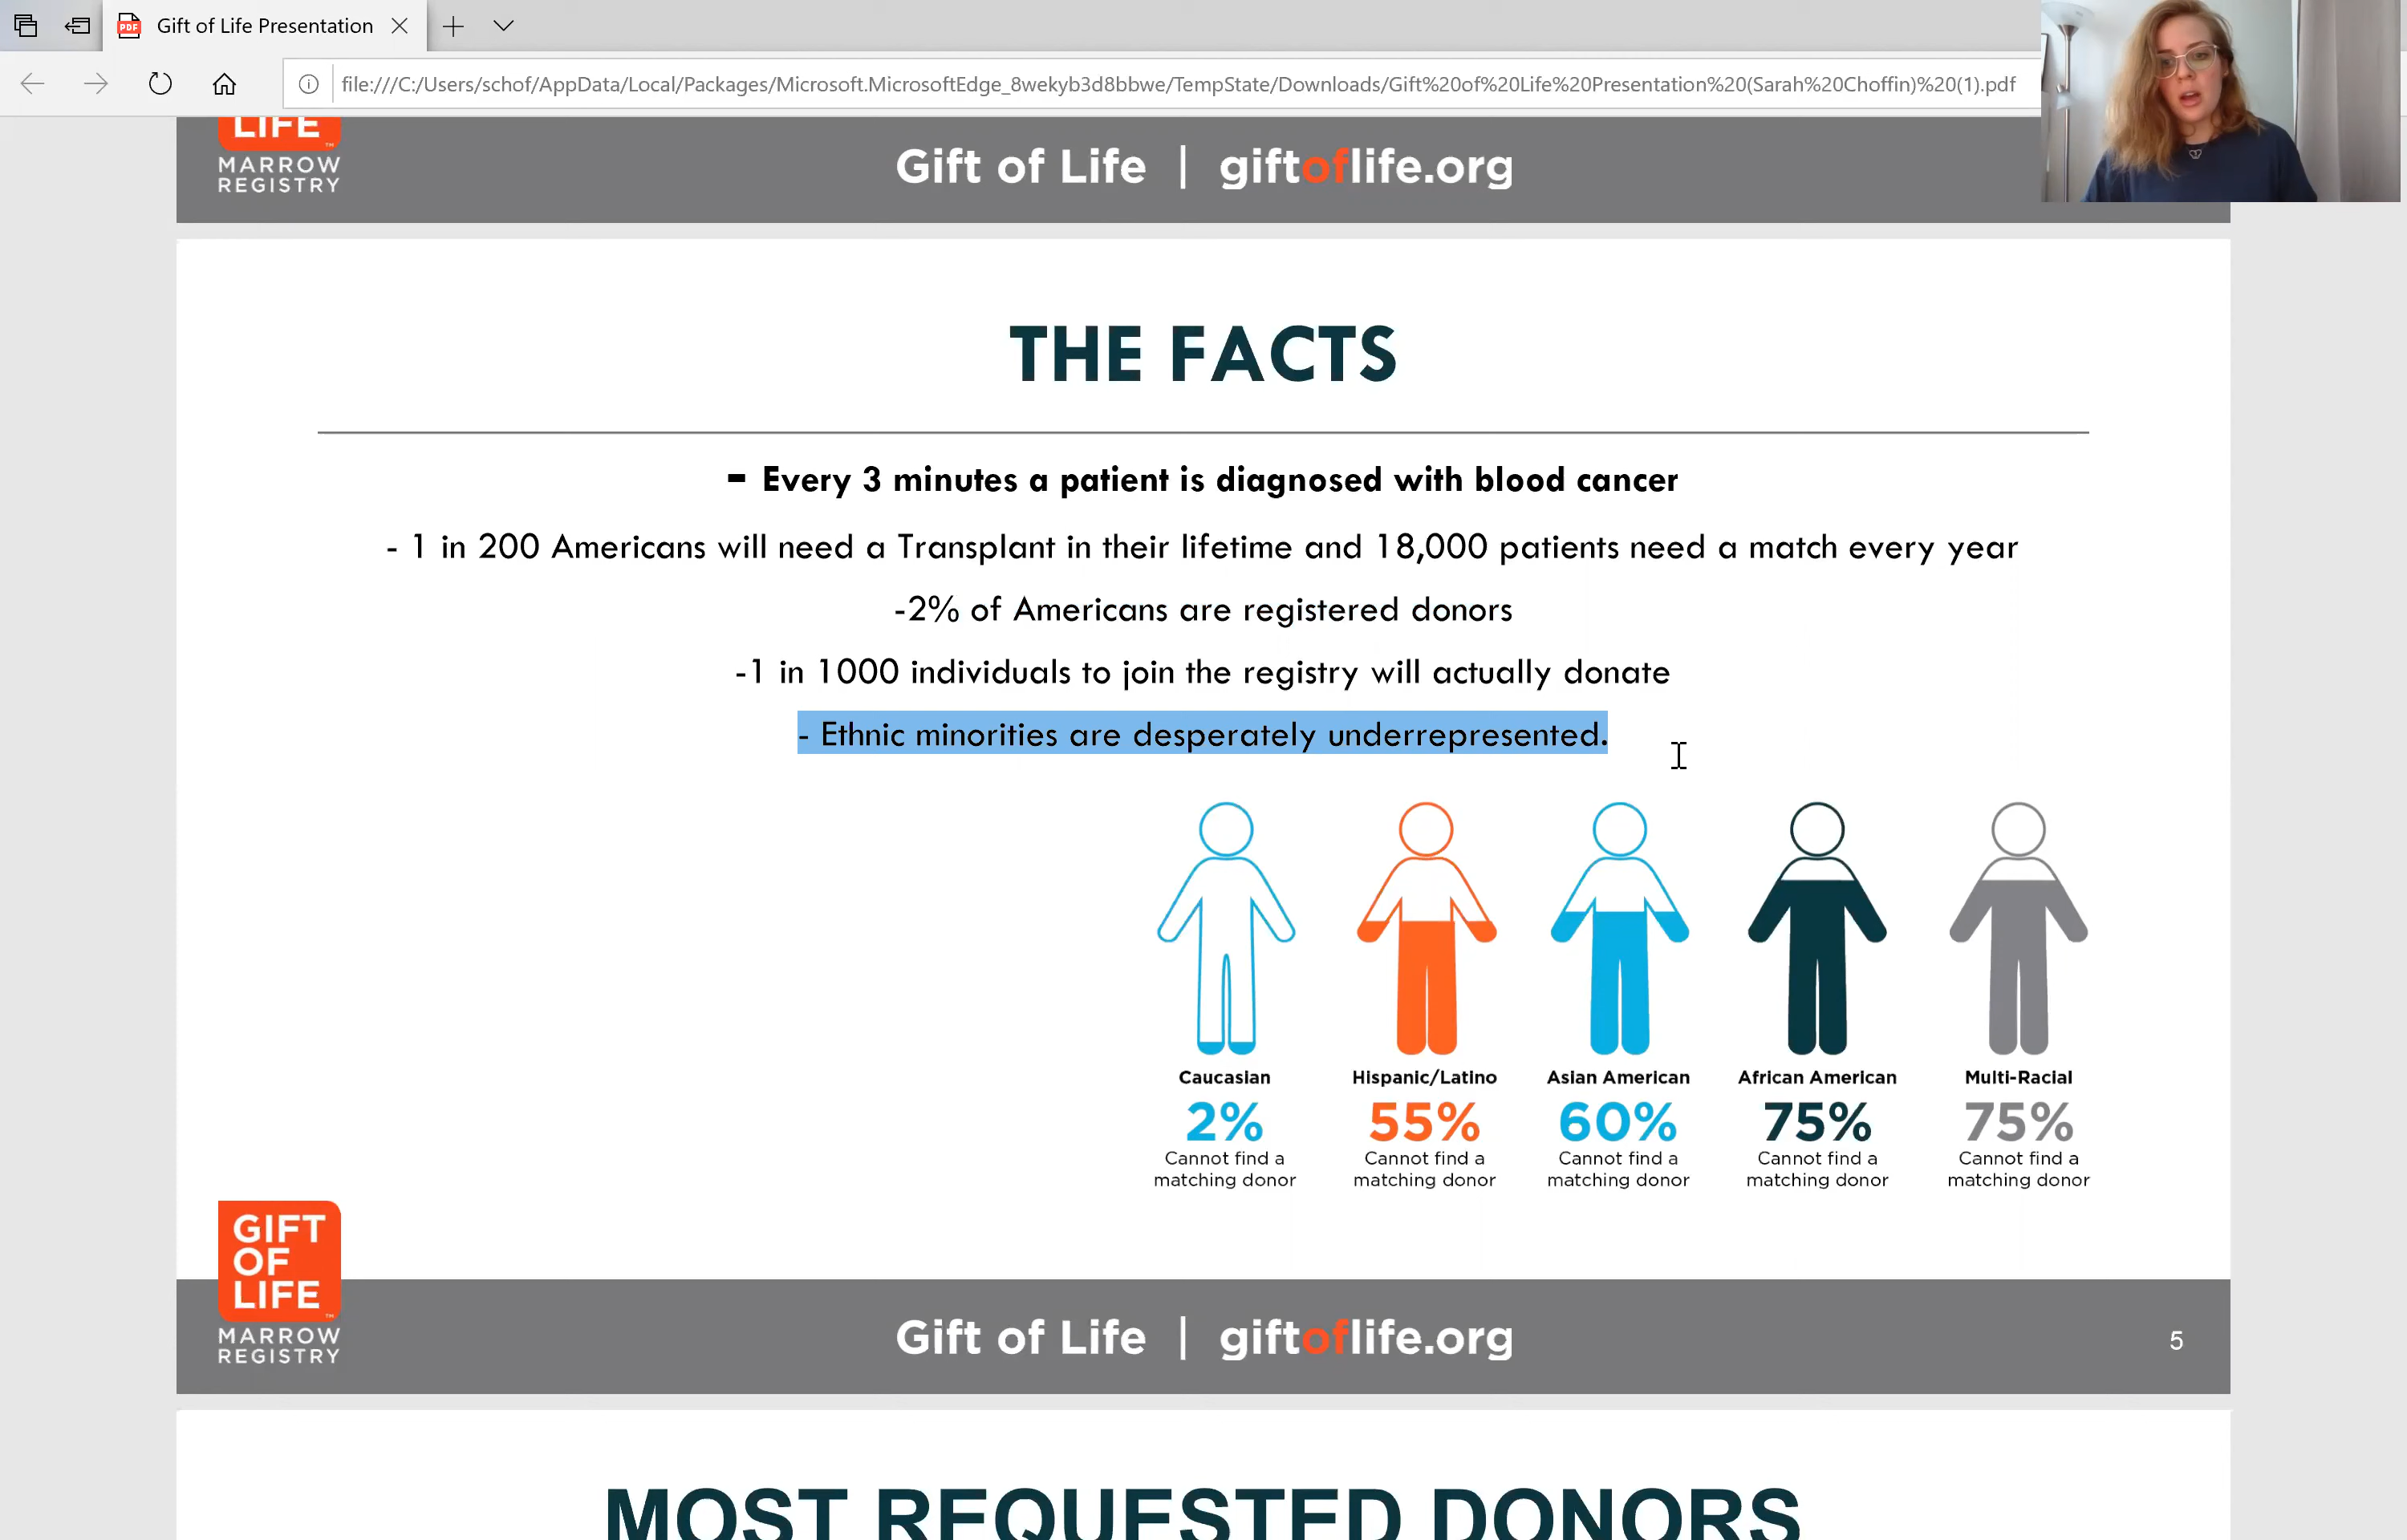 Gift of Life Presentation
file:///C:/Users/schof/AppData/Local/Packages/Microsoft.MicrosoftEdge_8wekyb3d8bbwe/TempState/Downloads/Gift%20of%20Life%20Presentation%20(Sarah%20Choffin)%20(1).pdf
LIFE™
MARROW
REGISTRY
Gift of Life | giftoflife.org
THE FACTS
- Every 3 minutes a patient is diagnosed with blood cancer
- 1 in 200 Americans will need a Transplant in their lifetime and 18,000 patients need a match every year
-2% of Americans are registered donors
-1 in 1000 individuals to join the registry will actually donate
- Ethnic minorities are desperately underrepresented.
Caucasian
2%
Cannot find a
matching donor
Hispanic/Latino
55%
Cannot find a
matching donor
Asian American
60%
Cannot find a
matching donor
African American
75%
Cannot find a
matching donor
Multi-Racial
75%
Cannot find a
matching donor
GIFT
OF
LIFE™
MARROW
REGISTRY
Gift of Life | giftoflife.org
5
MOST REQUESTED DONORS